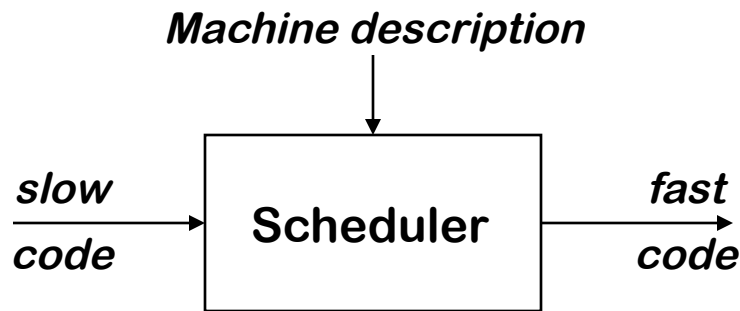 Machine description
slow
code
Scheduler
fast
code